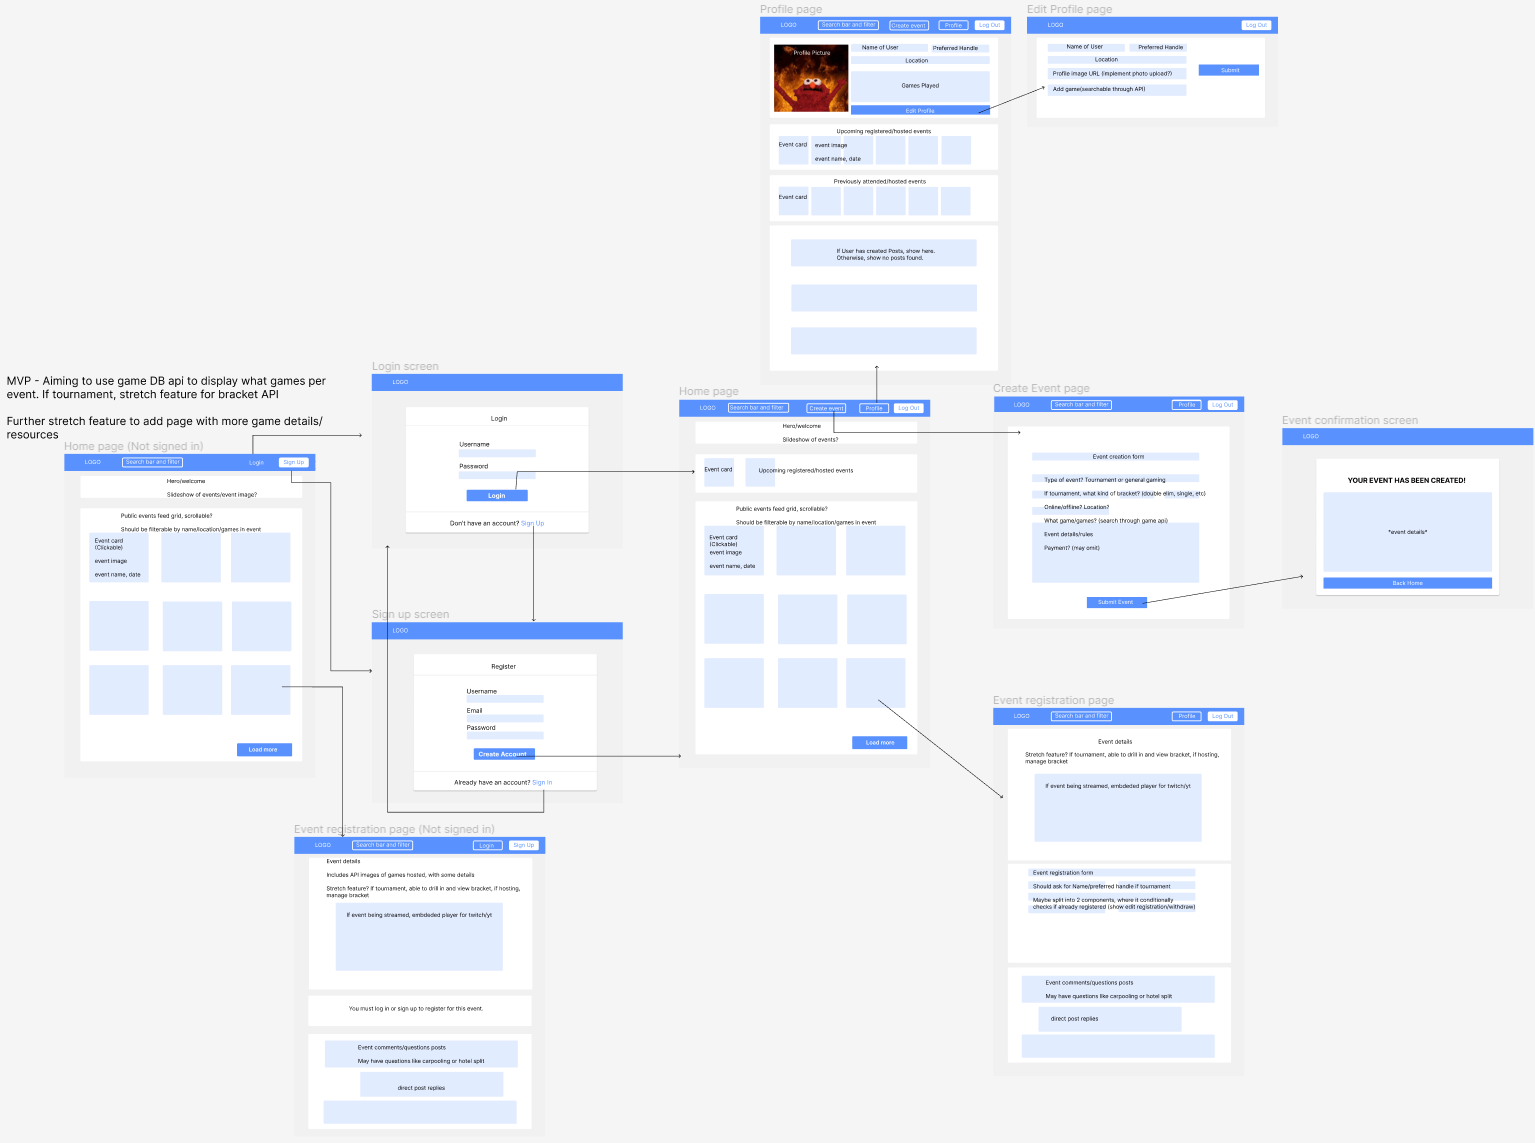 Profile page
LOGO
Search bar and filter
Create event
Profile
Log Out
Profile Picture
Name of User
Preferred Handle
Location
Games Played
Edit Profile
Upcoming registered/hosted events
Event card
event image
event name, date
Previously attended/hosted events
Event card
If User has created Posts, show here.
Otherwise, show no posts found.
Edit Profile page
LOGO
Log Out
Name of User
Preferred Handle
Location
Profile image URL (implement photo upload?)
Add game(searchable through API)
Submit
MVP - Aiming to use game DB api to display what games per
event. If tournament, stretch feature for bracket API
Further stretch feature to add page with more game details/
resources
Home page (Not signed in)
LOGO
Search bar and filter
Login
Sign Up
Hero/welcome
Slideshow of events/event image?
Public events feed grid, scrollable?
Should be filterable by name/location/games in event
Event card
(Clickable)
event image
event name, date
Load more
Login screen
LOGO
Login
Username
Password
Login
Don't have an account? Sign Up
Sign up screen
LOGO
Register
Username
Email
Password
Create Account
Already have an account? Sign in
Home page
LOGO
Search bar and filter
Create event
Profile
Log Out
Hero/welcome
Slideshow of events?
Event card
Upcoming registered/hosted events
Public events feed grid, scrollable?
Should be filterable by name/location/games in event
Event card
(Clickable)
event image
event name, date
Load more
Create Event page
LOGO
Search bar and filter
Profile
Log Out
Event creation form
Type of event? Tournament or general gaming
If tournament, what kind of bracket? (double elim, single, etc)
Online/offline? Location?
What game/games? (search through game api)
Event details/rules
Payment? (may omit)
Submit Event
Event confirmation screen
LOGO
YOUR EVENT HAS BEEN CREATED!
*event details*
Back Home
Event registration page
LOGO
Search bar and filter
Profile
Log Out
Event details
Stretch feature? If tournament, able to drill in and view bracket, if hosting,
manage bracket
If event being streamed, embdeded player for twitch/yt
Event registration form
Should ask for Name/preferred handle if tournament
Maybe split into 2 components, where it conditionally
checks if already registered (show edit registration/withdraw)
Event comments/questions posts
May have questions like carpooling or hotel split
direct post replies
Event registration page (Not signed in)
LOGO
Search bar and filter
Login
Sign Up
Event details
Includes API images of games hosted, with some details
Stretch feature? If tournament, able to drill in and view bracket, if hosting,
manage bracket
If event being streamed, embdeded player for twitch/yt
You must log in or sign up to register for this event.
Event comments/questions posts
May have questions like carpooling or hotel split
direct post replies